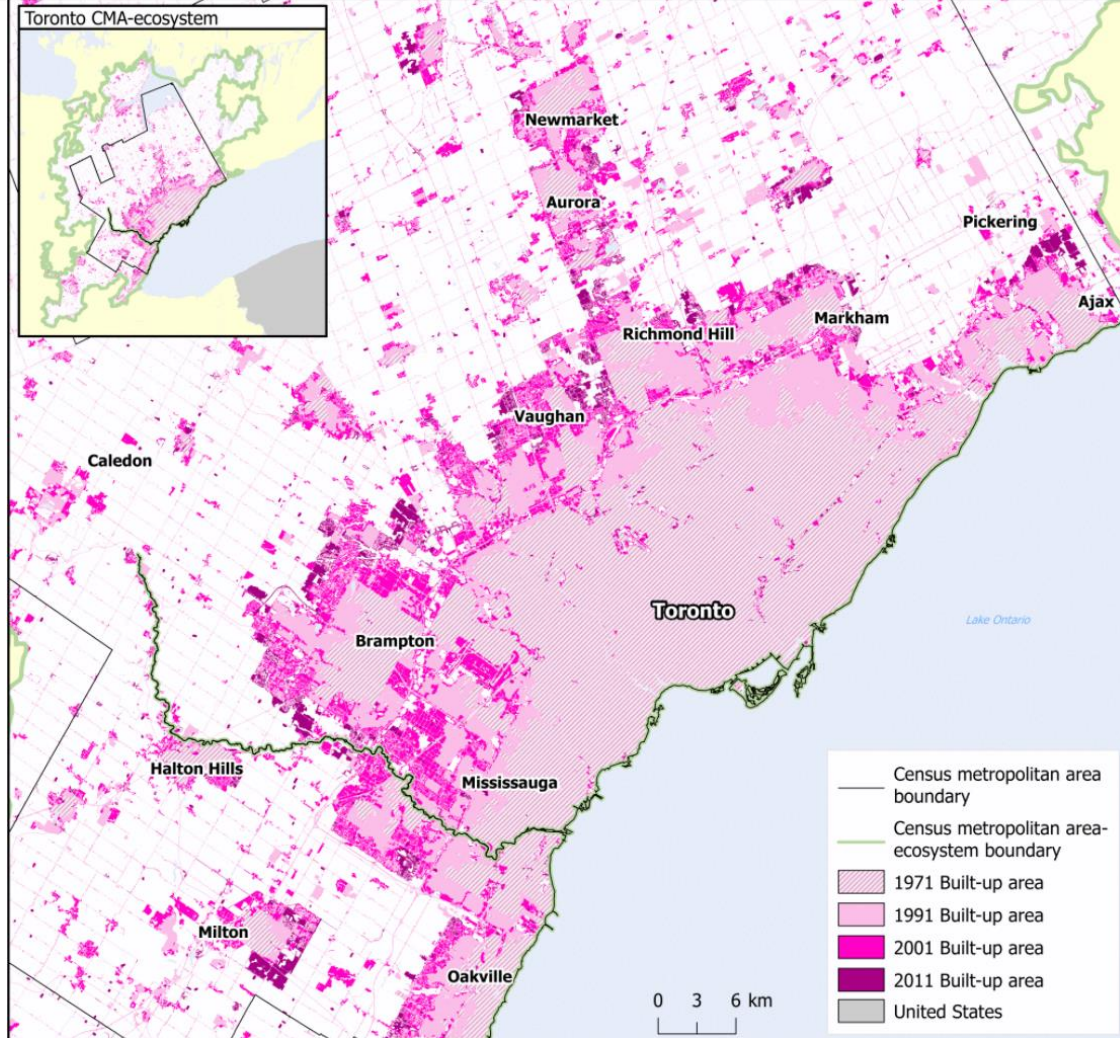 Toronto CMA-ecosystem
Newmarket
Aurora
Pickering
Ajax
Markham
Richmond Hill
Vaughan
Caledon
Toronto
Lake Ontario
Brampton
Halton Hills
Mississauga
Milton
Oakville
0 3 6 km
Census metropolitan area
boundary
Census metropolitan area-
ecosystem boundary
1971 Built-up area
1991 Built-up area
2001 Built-up area
2011 Built-up area
United States